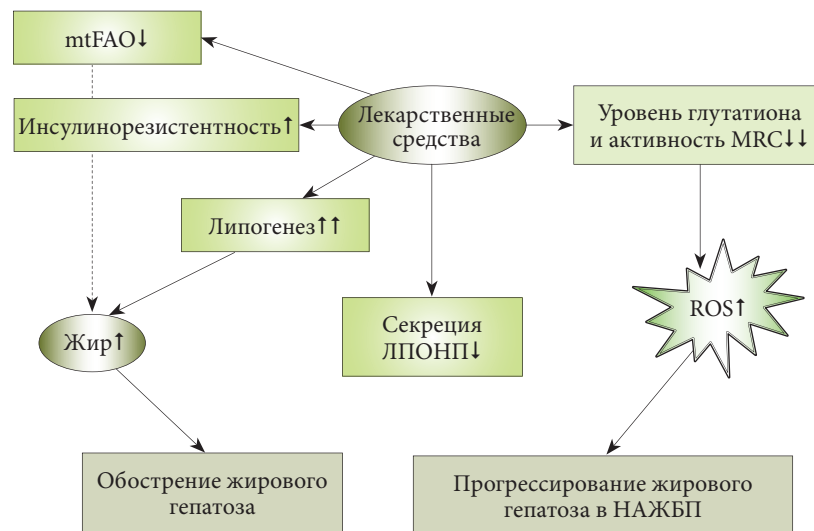 mtFAO↓
Инсулинорезистентность↑
Лекарственные
средства
Уровень глутатиона
и активность MRC↓↓
Липогенез↑↑
Жир↑
Секреция
ЛПОНП↓
ROS↑
Обострение жирового
гепатоза
Прогрессирование жирового
гепатоза в НАЖБП